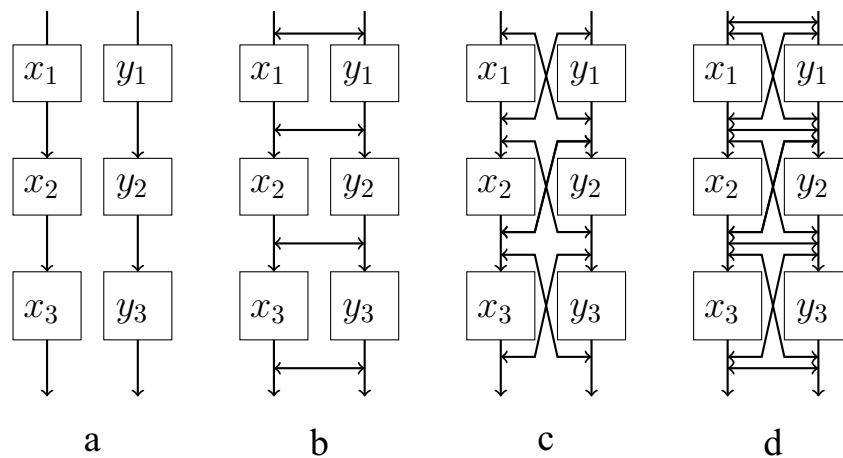 x₁ y₁ x₁ y₁ x₁ y₁ x₁ y₁
x₂ y₂ x₂ y₂ x₂ y₂ x₂ y₂
x₃ y₃ x₃ y₃ x₃ y₃ x₃ y₃
a b c d